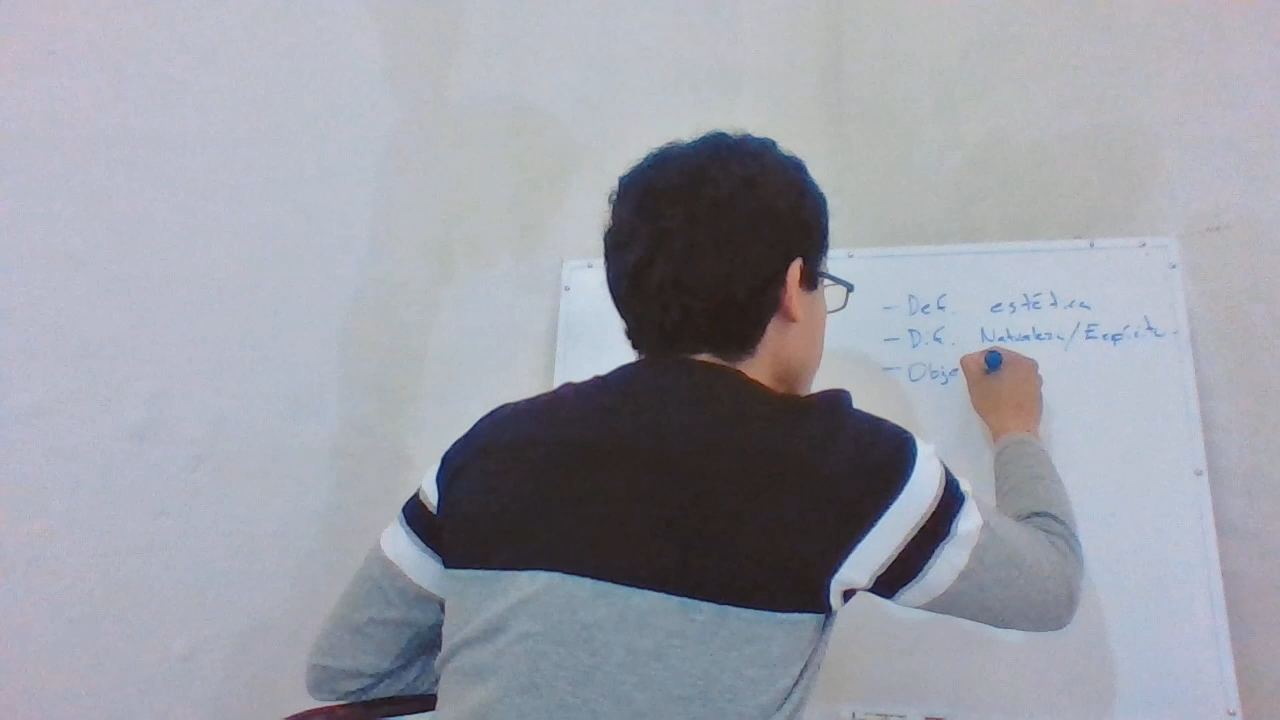 - Def. estética
- D.f. Naturaleza/Espíritu.
- Obje